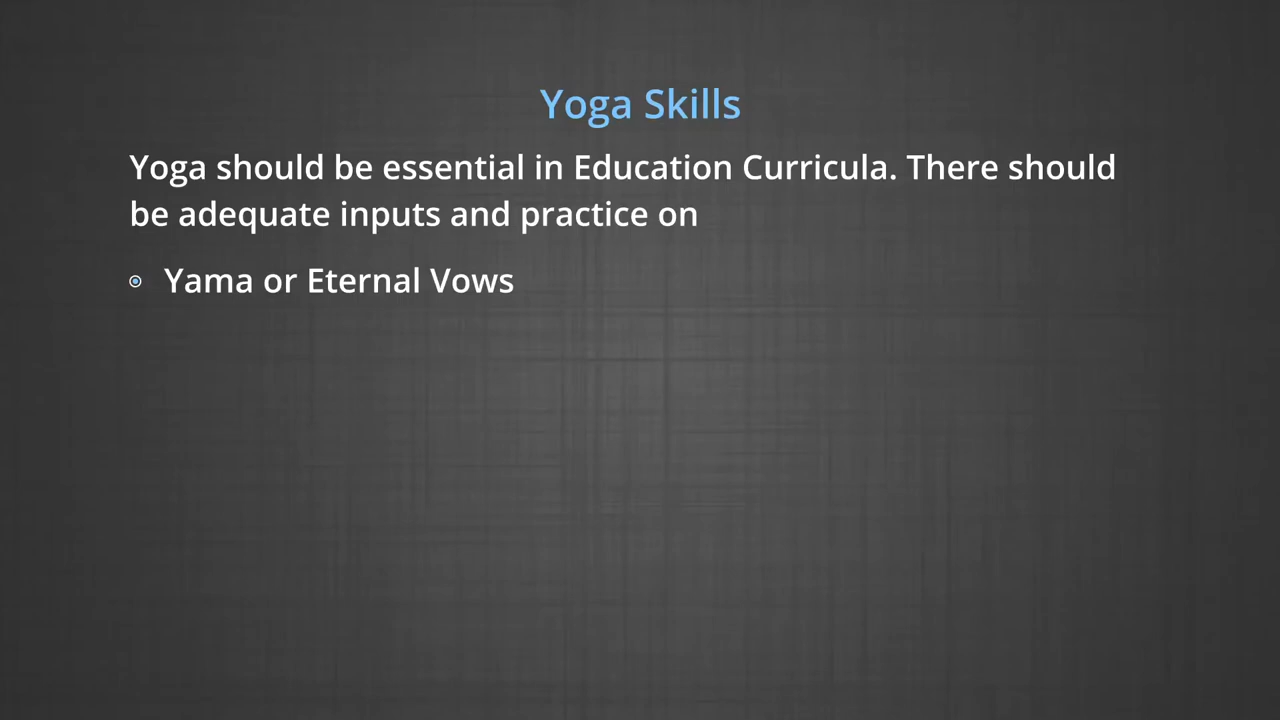 Yoga Skills
Yoga should be essential in Education Curricula. There should
be adequate inputs and practice on
Yama or Eternal Vows